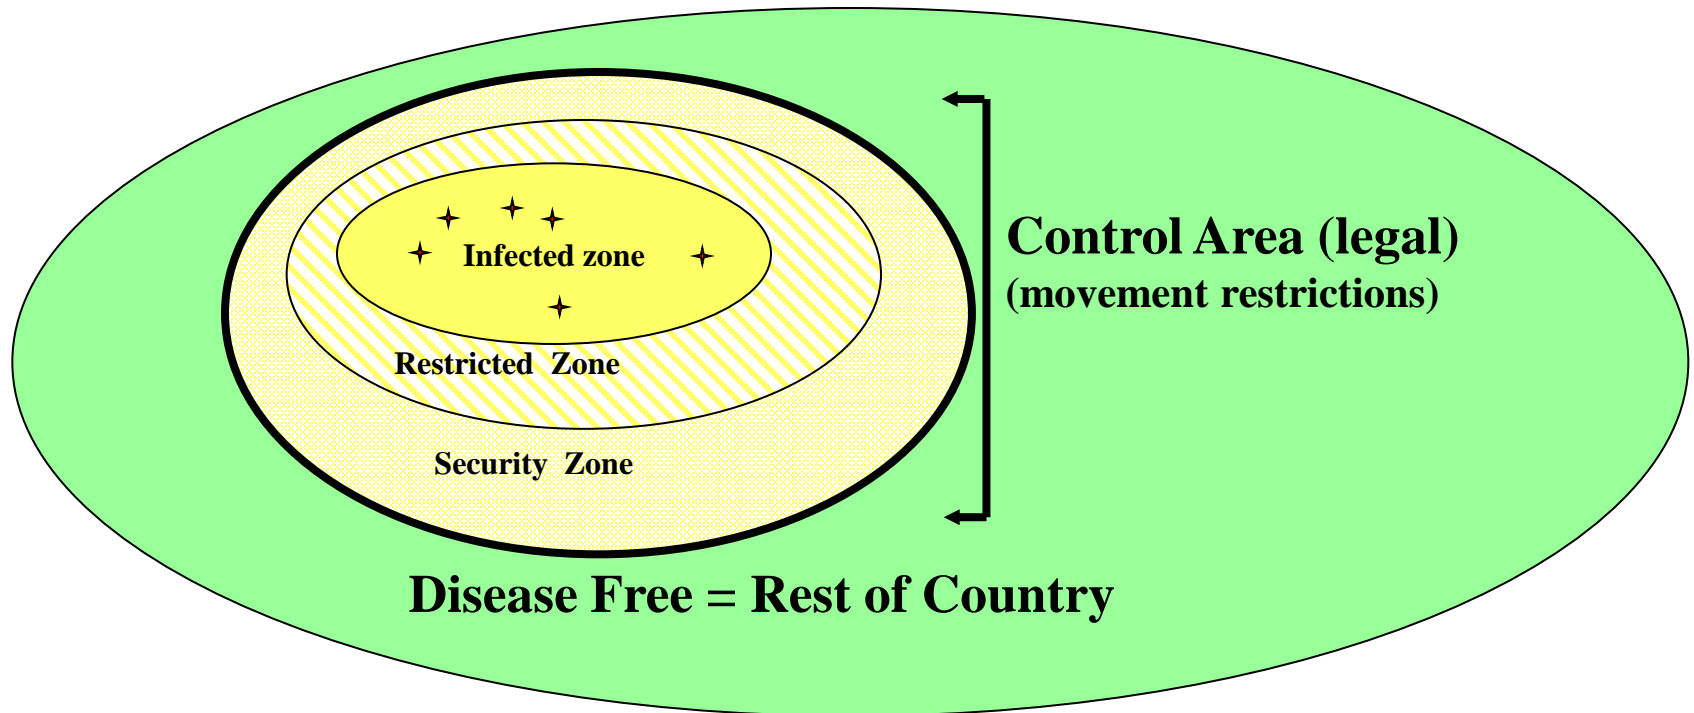 Control Area (legal)
(movement restrictions)
Infected zone
Restricted Zone
Security Zone
Disease Free = Rest of Country